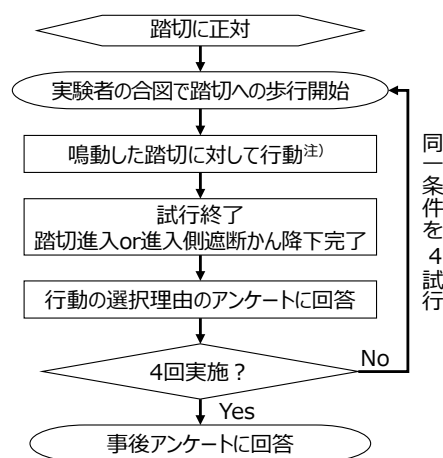 踏切に正対
実験者の合図で踏切への歩行開始
鳴動した踏切に対して行動注)
試行終了
踏切進入or進入側遮断かん降下完了
行動の選択理由のアンケートに回答
4回実施？
No
Yes
事後アンケートに回答
同一条件を4試行